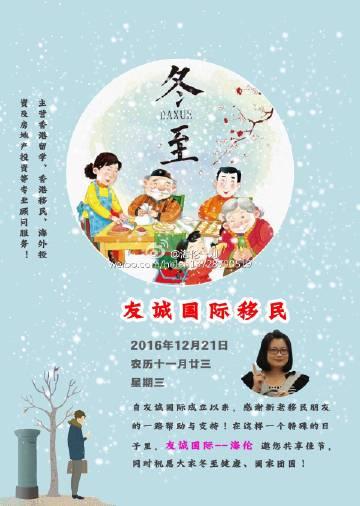 冬至
主营香港留学、香港移民、海外投
资及房地产投资等专业顾问服务!
友诚国际移民
2016年12月21日
农历十一月廿三
星期三
自友诚国际成立以来,感谢新老移民朋友
的一路帮助与支持!在这样一个特殊的日
子里,友诚国际--海伦 邀您共享佳节,
同时祝愿大家冬至健康、阖家团圆!